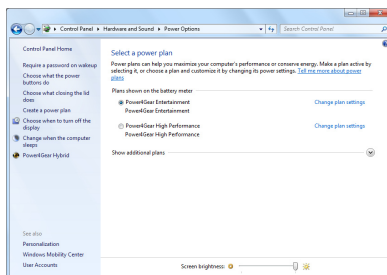 Control Panel ▸ Hardware and Sound ▸ Power Options
Search Control Panel
Control Panel Home
Require a password on wakeup
Choose what the power
buttons do
Choose what closing the lid
does
Create a power plan
Choose when to turn off the
display
Change when the computer
sleeps
Power4Gear Hybrid
See also
Personalization
Windows Mobility Center
User Accounts
Select a power plan
Power plans can help you maximize your computer's performance or conserve energy. Make a plan active by
selecting it, or choose a plan and customize it by changing its power settings. Tell me more about power
plans
Plans shown on the battery meter
Power4Gear Entertainment Change plan settings
Power4Gear Entertainment
Power4Gear High Performance Change plan settings
Power4Gear High Performance
Show additional plans
Screen brightness: